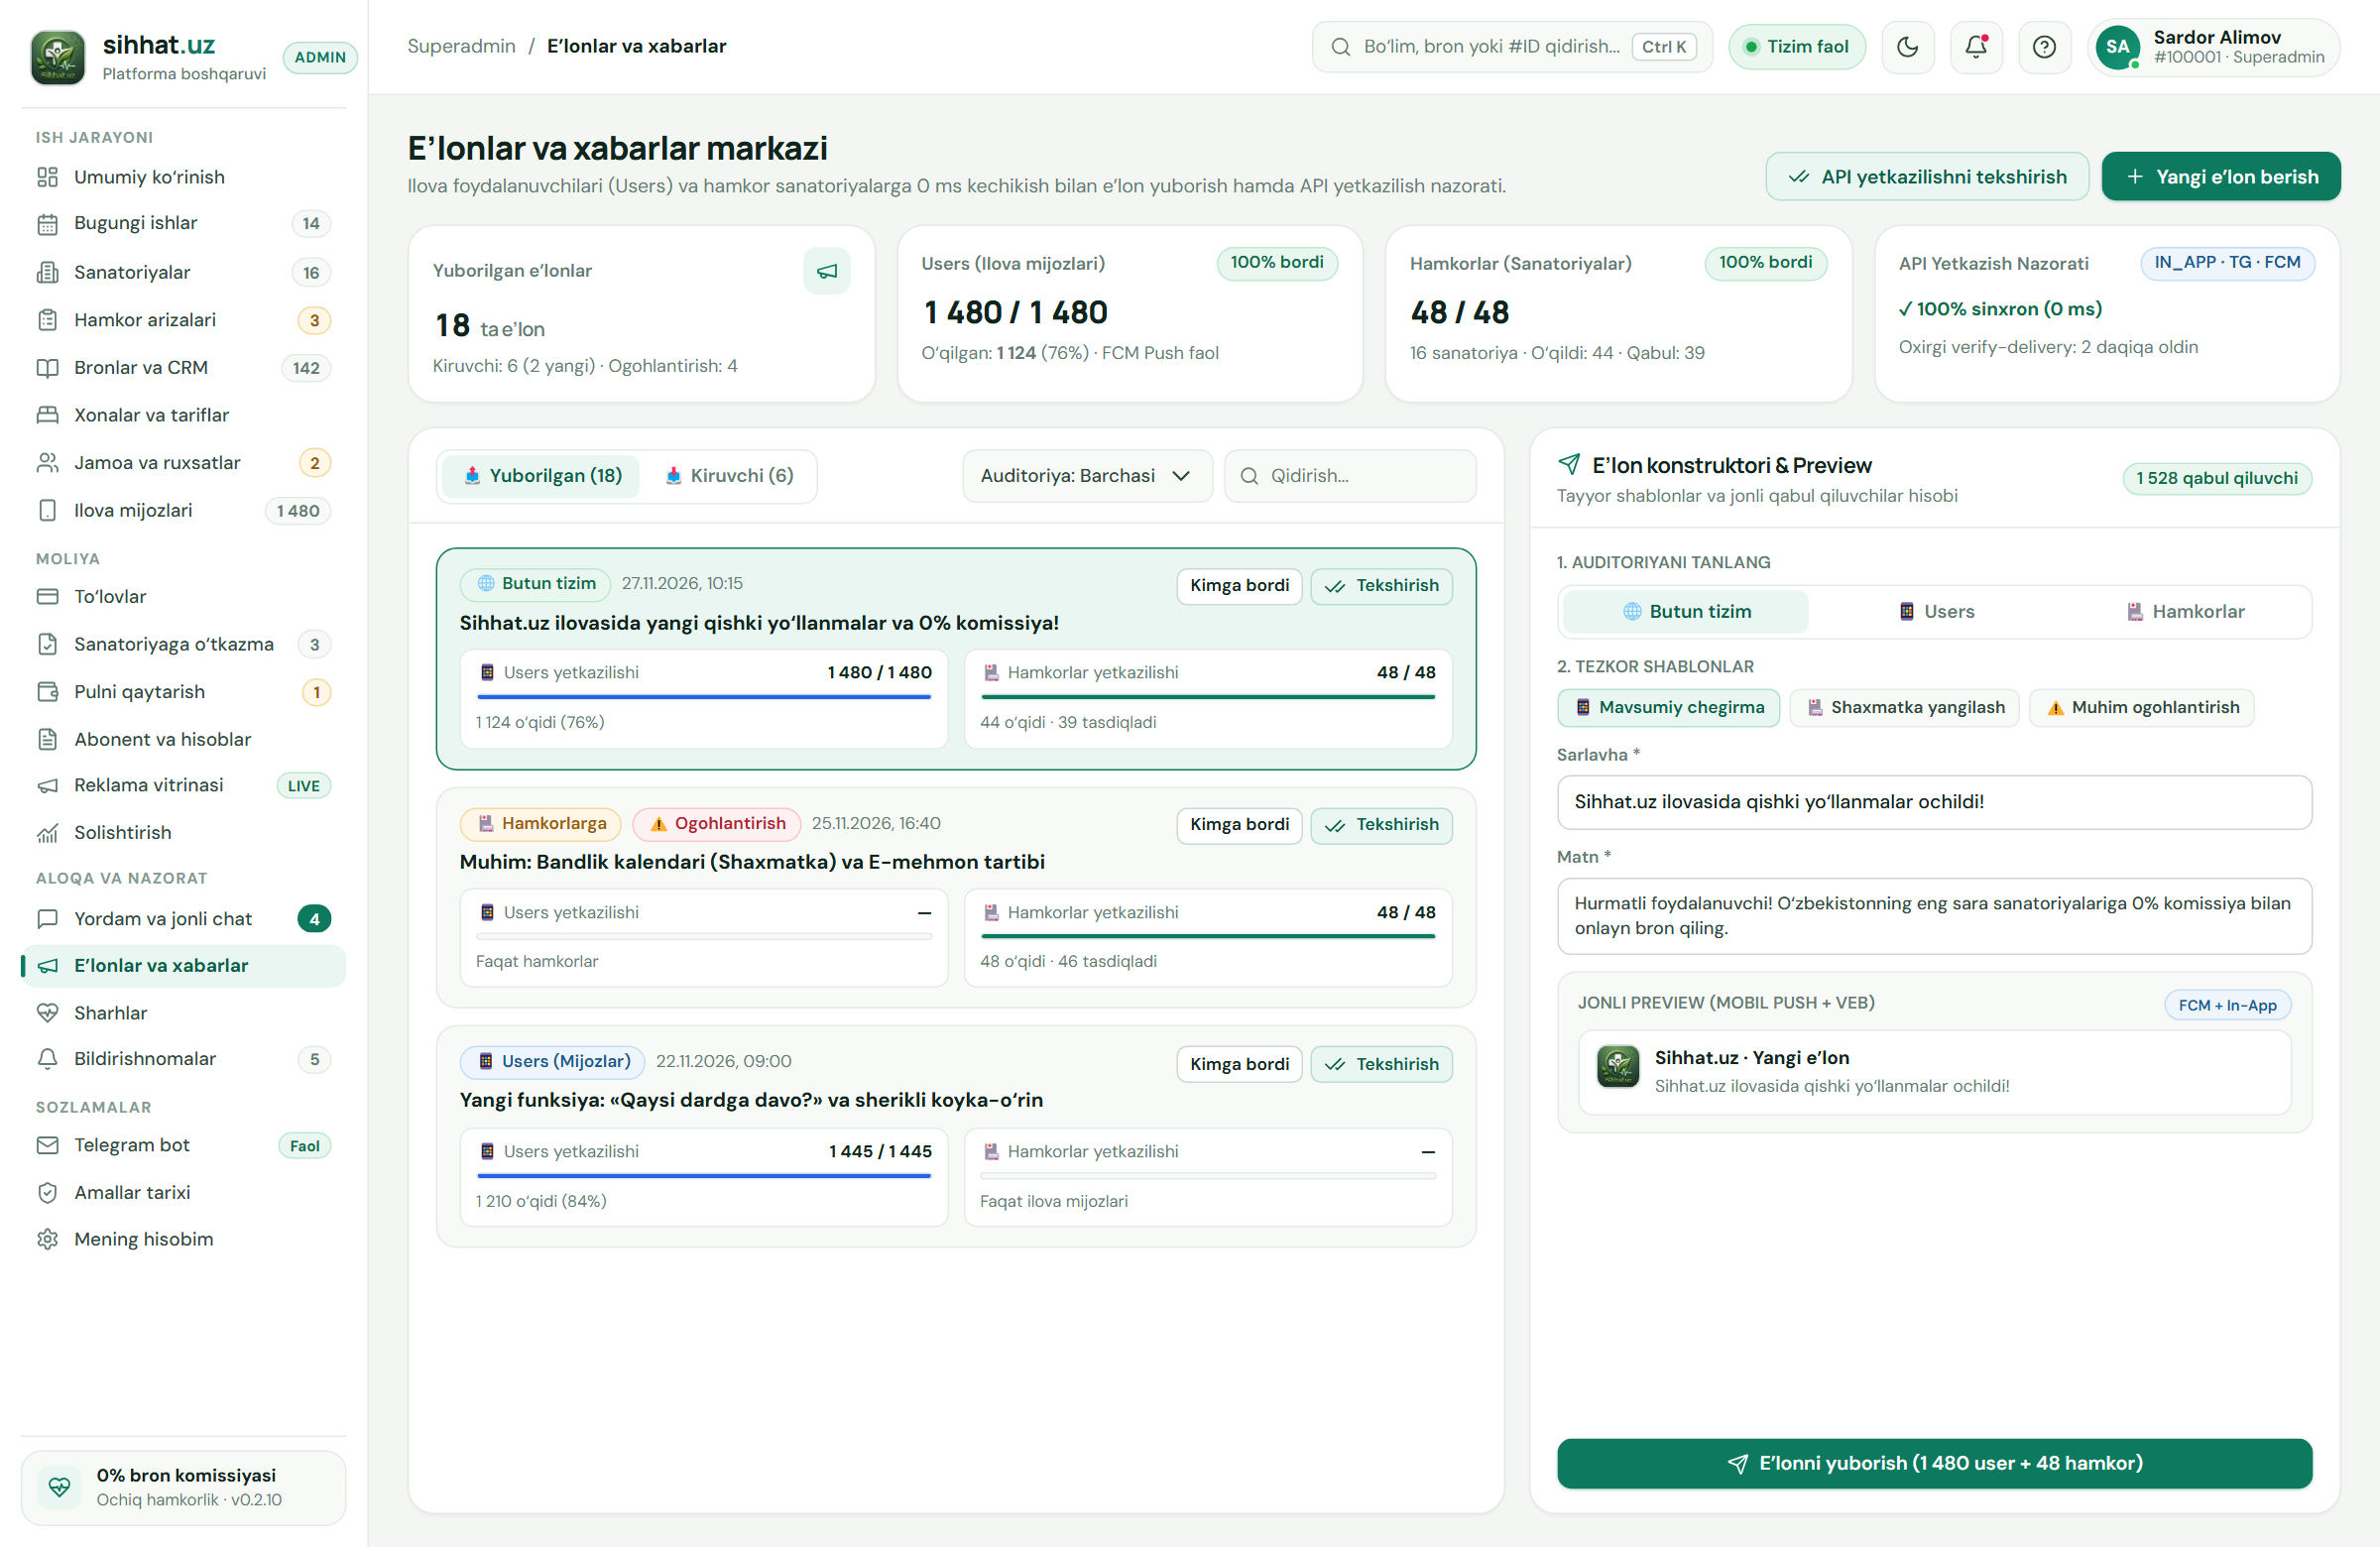 sihhat.uz
Platforma boshqaruvi
ADMIN
ISH JARAYONI
Umumiy ko‘rinish
Bugungi ishlar 14
Sanatoriyalar 16
Hamkor arizalari 3
Bronlar va CRM 142
Xonalar va tariflar
Jamoa va ruxsatlar 2
Ilova mijozlari 1 480
MOLIYA
To‘lovlar
Sanatoriyaga o‘tkazma 3
Pulni qaytarish 1
Abonent va hisoblar
Reklama vitrinasi LIVE
Solishtirish
ALOQA VA NAZORAT
Yordam va jonli chat 4
E’lonlar va xabarlar
Sharhlar
Bildirishnomalar 5
SOZLAMALAR
Telegram bot Faol
Amallar tarixi
Mening hisobim
0% bron komissiyasi
Ochiq hamkorlik · v0.2.10
Superadmin / E’lonlar va xabarlar
Bo‘lim, bron yoki #ID qidirish... Ctrl K
Tizim faol
SA
Sardor Alimov
#100001 · Superadmin
E’lonlar va xabarlar markazi
Ilova foydalanuvchilari (Users) va hamkor sanatoriyalarga 0 ms kechikish bilan e’lon yuborish hamda API yetkazilish nazorati.
API yetkazilishni tekshirish
+ Yangi e’lon berish
Yuborilgan e’lonlar
18 ta e’lon
Kiruvchi: 6 (2 yangi) · Ogohlantirish: 4
Users (Ilova mijozlari) 100% bordi
1 480 / 1 480
O‘qilgan: 1 124 (76%) · FCM Push faol
Hamkorlar (Sanatoriyalar) 100% bordi
48 / 48
16 sanatoriya · O‘qildi: 44 · Qabul: 39
API Yetkazish Nazorati IN_APP · TG · FCM
✓ 100% sinxron (0 ms)
Oxirgi verify-delivery: 2 daqiqa oldin
Yuborilgan (18) Kiruvchi (6)
Auditoriya: Barchasi
Qidirish...
Butun tizim 27.11.2026, 10:15 Kimga bordi Tekshirish
Sihhat.uz ilovasida yangi qishki yo‘llanmalar va 0% komissiya!
Users yetkazilishi 1 480 / 1 480
1 124 o‘qidi (76%)
Hamkorlar yetkazilishi 48 / 48
44 o‘qidi · 39 tasdiqladi
Hamkorlarga Ogohlantirish 25.11.2026, 16:40 Kimga bordi Tekshirish
Muhim: Bandlik kalendari (Shaxmatka) va E-mehmon tartibi
Users yetkazilishi —
Faqat hamkorlar
Hamkorlar yetkazilishi 48 / 48
48 o‘qidi · 46 tasdiqladi
Users (Mijozlar) 22.11.2026, 09:00 Kimga bordi Tekshirish
Yangi funksiya: «Qaysi dardga davo?» va sherikli koyka-o‘rin
Users yetkazilishi 1 445 / 1 445
1 210 o‘qidi (84%)
Hamkorlar yetkazilishi —
Faqat ilova mijozlari
E’lon konstruktori & Preview
Tayyor shablonlar va jonli qabul qiluvchilar hisobi
1 528 qabul qiluvchi
1. AUDITORIYANI TANLANG
Butun tizim Users Hamkorlar
2. TEZKOR SHABLONLAR
Mavsumiy chegirma Shaxmatka yangilash Muhim ogohlantirish
Sarlavha *
Sihhat.uz ilovasida qishki yo‘llanmalar ochildi!
Matn *
Hurmatli foydalanuvchi! O‘zbekistonning eng sara sanatoriyalariga 0% komissiya bilan
onlayn bron qiling.
JONLI PREVIEW (MOBIL PUSH + VEB) FCM + In-App
Sihhat.uz · Yangi e’lon
Sihhat.uz ilovasida qishki yo‘llanmalar ochildi!
E’lonni yuborish (1 480 user + 48 hamkor)